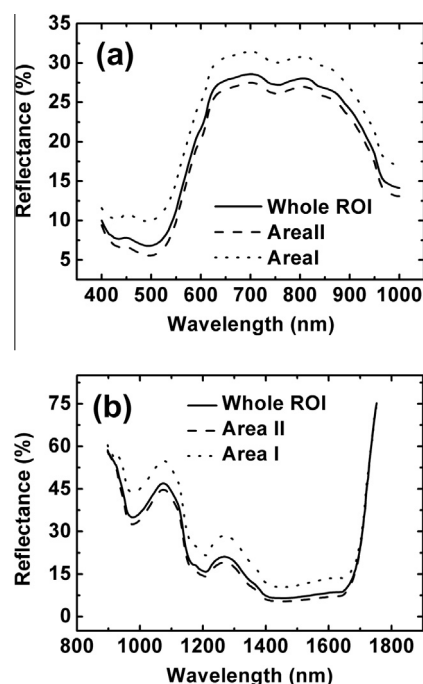 35
(a)
30
25
20
15
10
5
Reflectance (%)
Whole ROI
AreaII
AreaI
400 500 600 700 800 900 1000
Wavelength (nm)
75
(b)
60
45
30
15
0
Reflectance (%)
Whole ROI
Area II
Area I
800 1000 1200 1400 1600 1800
Wavelength (nm)